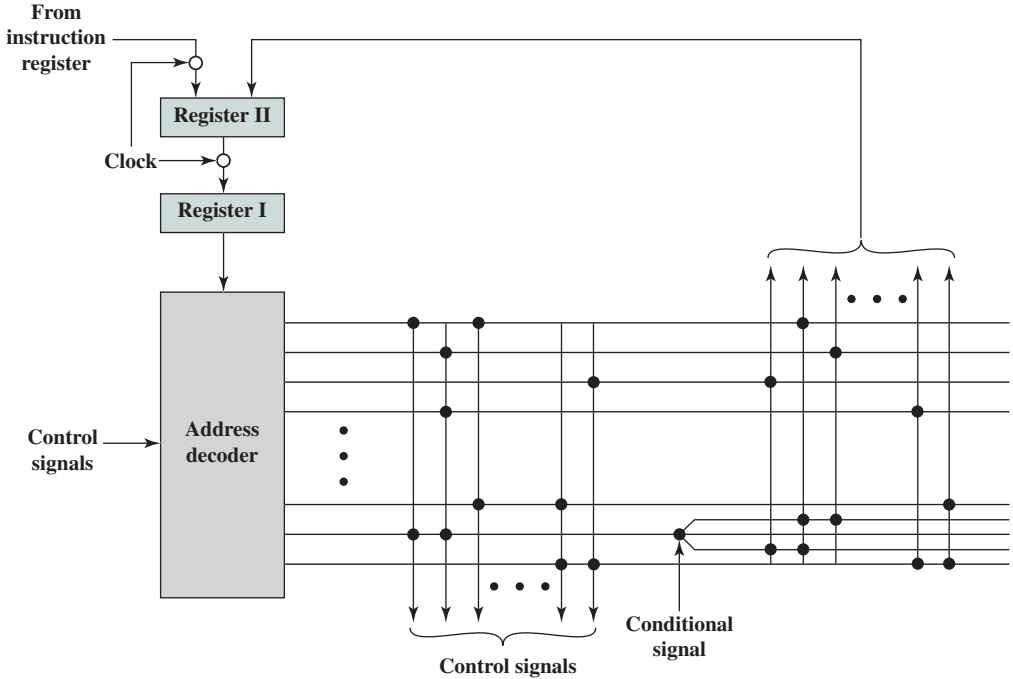 From
instruction
register
Register II
Clock
Register I
Control
signals
Address
decoder
Conditional
signal
Control signals